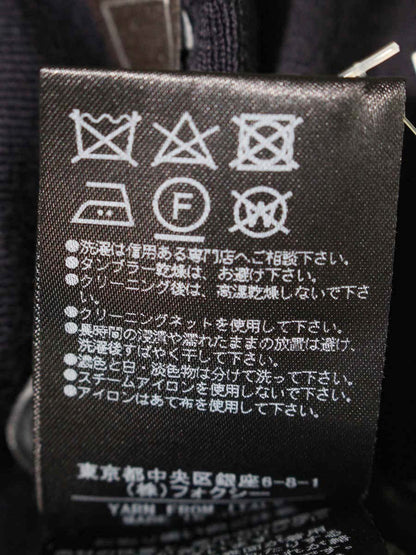 F W
●洗濯は信用ある専門店へご相談下さい。
●タンブラー乾燥は、お避け下さい。
●クリーニング後は、高温乾燥しないで下さ
い。
●クリーニングネットを使用して下さい。
●長時間の浸漬や濡れたままの放置は避け、
洗濯後すばやく干して下さい。
●濃色と白・淡色物は分けて洗って下さい。
●スチームアイロンを使用しないで下さい。
●アイロンはあて布を使用して下さい。
東京都中央区銀座6-8-1
(株)フォクシー
YARN FROM ITALY